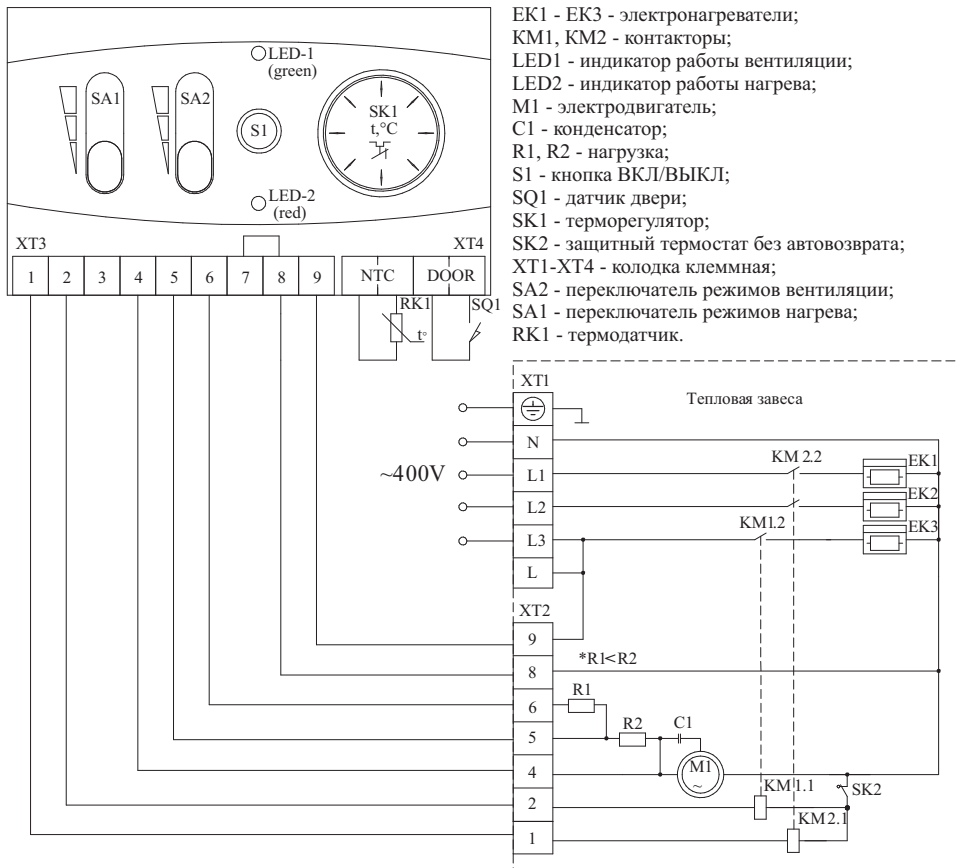 LED-1
(green)
SA1
SA2
S1
SK1
t,°C
LED-2
(red)
XT3
XT4
1 2 3 4 5 6 7 8 9
NTC DOOR
RK1
t°
SQ1
EK1 - EK3 - электронагреватели;
KM1, KM2 - контакторы;
LED1 - индикатор работы вентиляции;
LED2 - индикатор работы нагрева;
M1 - электродвигатель;
C1 - конденсатор;
R1, R2 - нагрузка;
S1 - кнопка ВКЛ/ВЫКЛ;
SQ1 - датчик двери;
SK1 - терморегулятор;
SK2 - защитный термостат без автовозврата;
XT1-XT4 - колодка клеммная;
SA2 - переключатель режимов вентиляции;
SA1 - переключатель режимов нагрева;
RK1 - термодатчик.
XT1
Тепловая завеса
N
~400V
L1
L2
L3
L
KM 2.2
KM1.2
EK1
EK2
EK3
XT2
9
8
6
5
4
2
1
*R1<R2
R1
R2
C1
M1
~
SK2
KM 1.1
KM 2.1